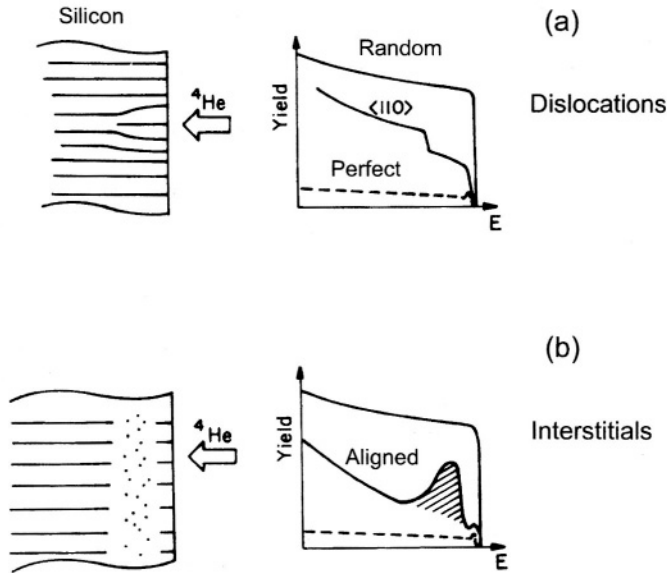 Silicon
⁴He
Yield
Random
<110>
Perfect
E
(a)
Dislocations
⁴He
Yield
Aligned
E
(b)
Interstitials